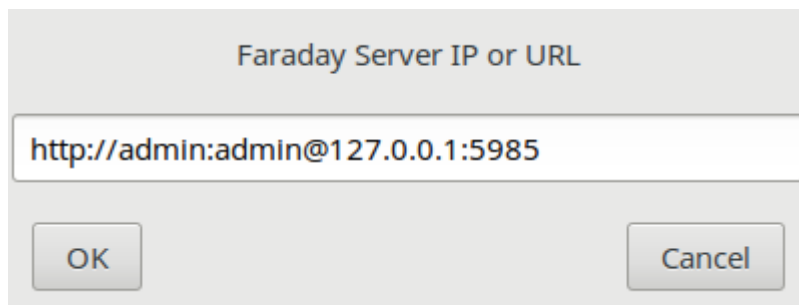 Faraday Server IP or URL
http://admin:admin@127.0.0.1:5985
OK
Cancel